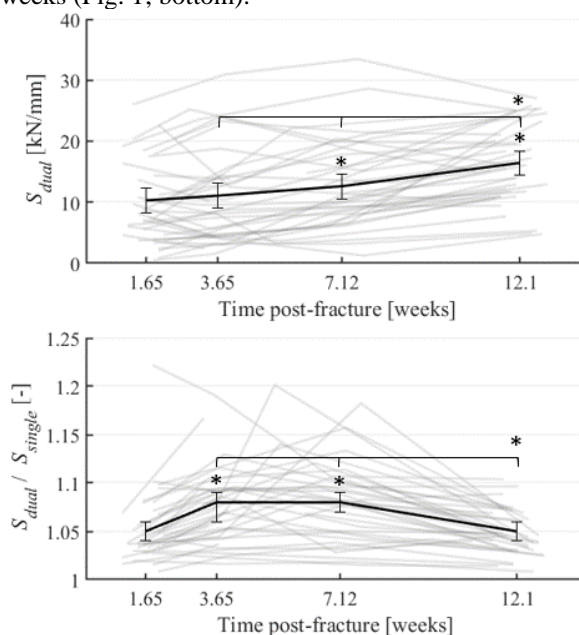 weeks (Fig. 1, bottom).
40
30
20
10
0
S_dual [kN/mm]
*
*
*
1.65 3.65 7.12 12.1
Time post-fracture [weeks]
1.25
1.2
1.15
1.1
1.05
1
S_dual / S_single [-]
*
* *
1.65 3.65 7.12 12.1
Time post-fracture [weeks]